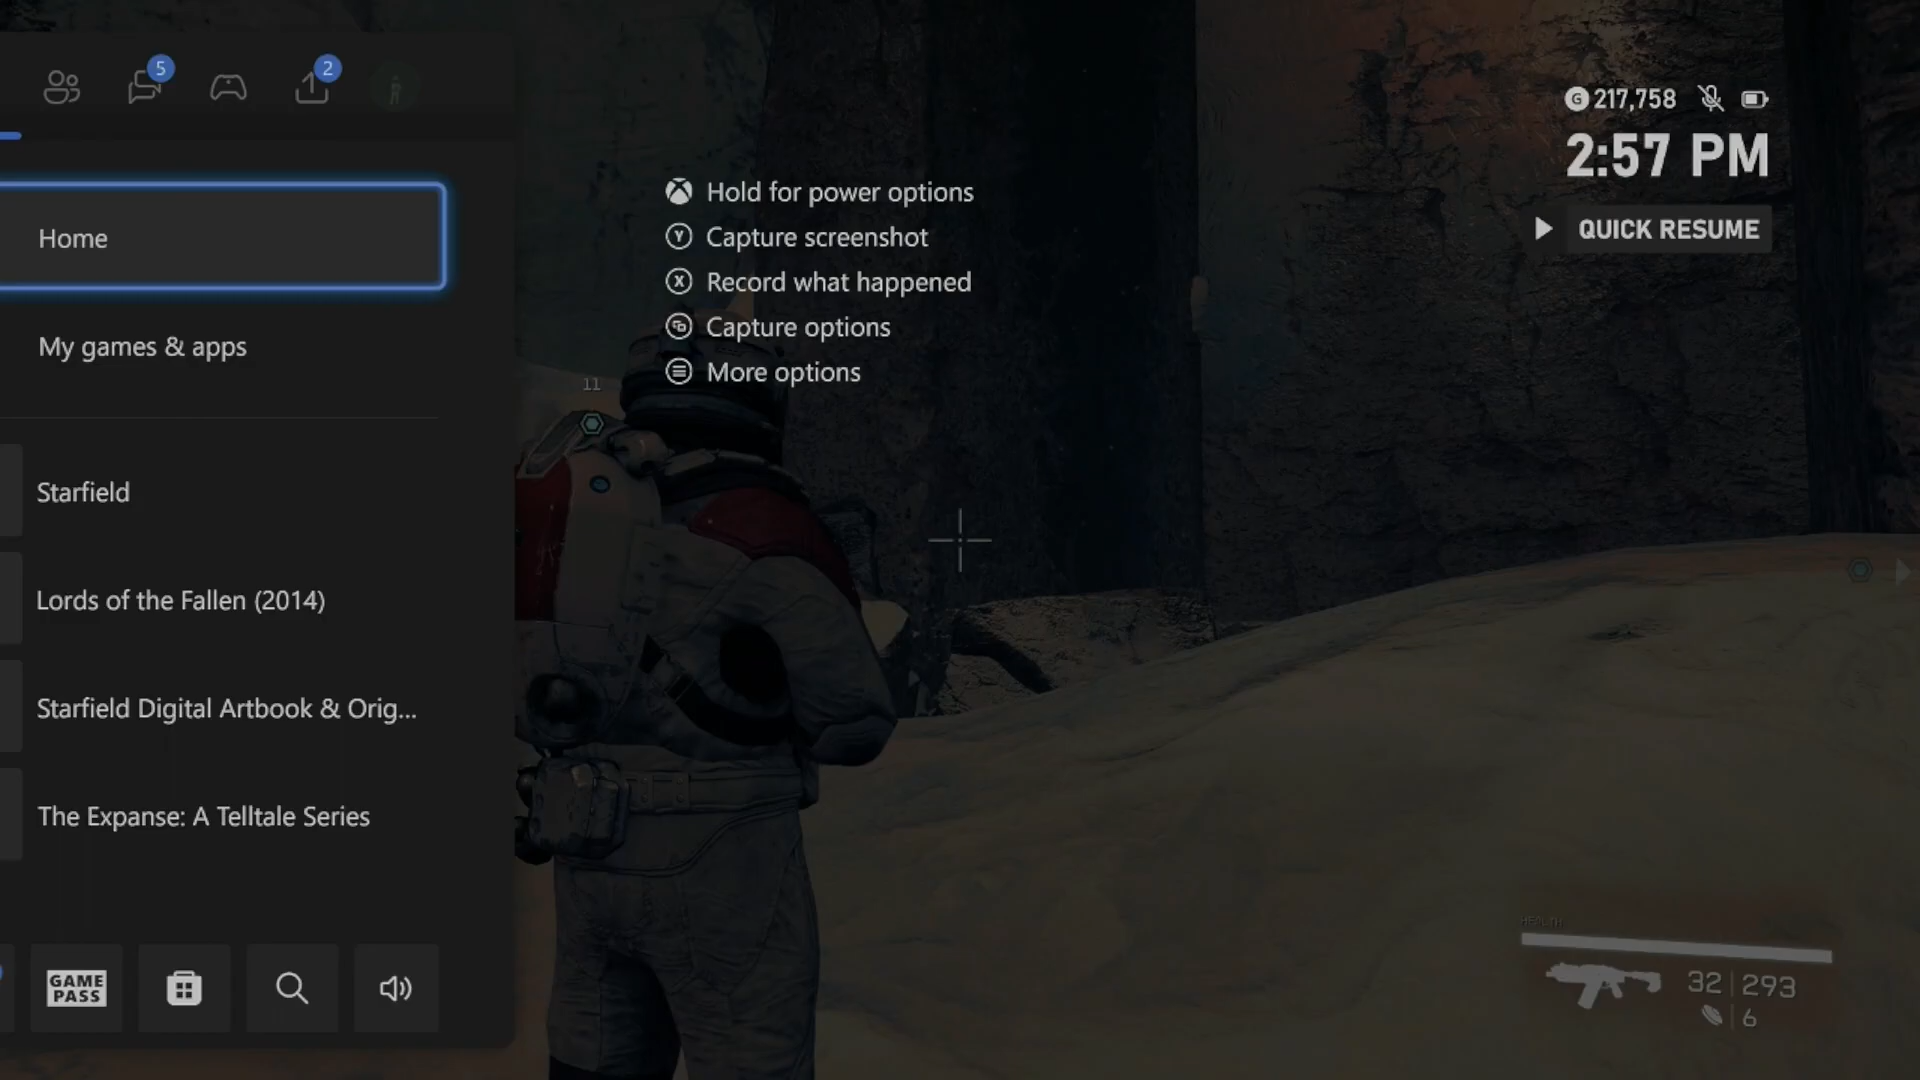 5
2
G 217,758
2:57 PM
QUICK RESUME
Hold for power options
Y Capture screenshot
X Record what happened
Capture options
More options
Home
My games & apps
11
Starfield
Lords of the Fallen (2014)
Starfield Digital Artbook & Orig...
The Expanse: A Telltale Series
GAME
PASS
HEALTH
32 | 293
6